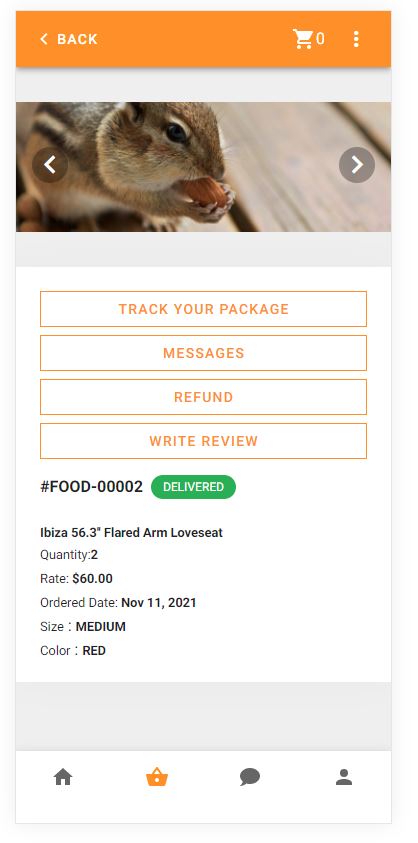 BACK
0
TRACK YOUR PACKAGE
MESSAGES
REFUND
WRITE REVIEW
#FOOD-00002 DELIVERED
Ibiza 56.3" Flared Arm Loveseat
Quantity:2
Rate: $60.00
Ordered Date: Nov 11, 2021
Size : MEDIUM
Color : RED